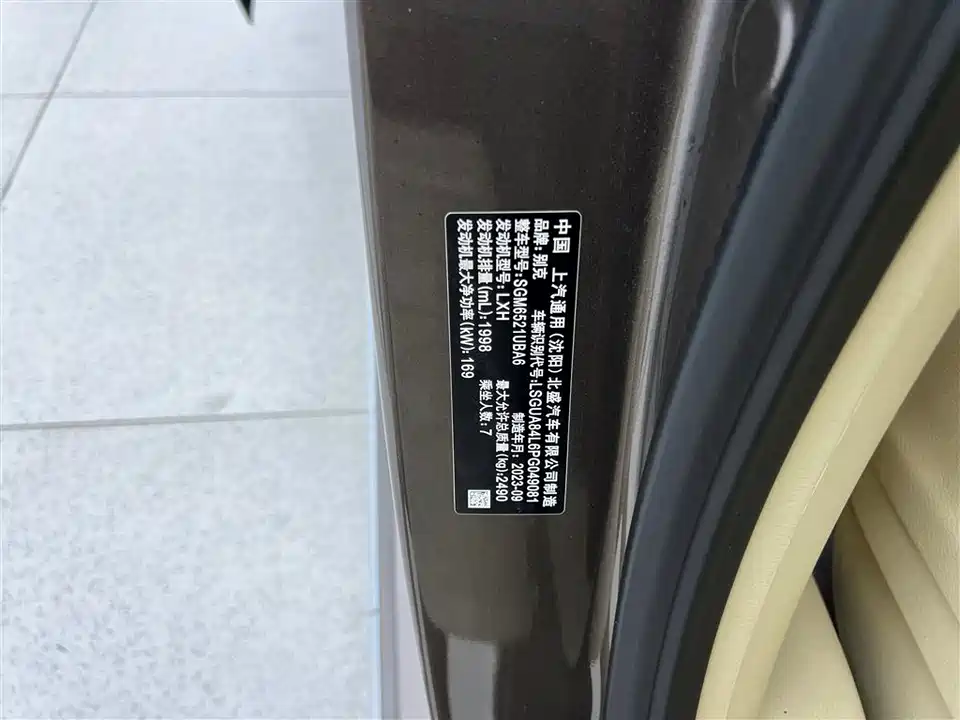 中国 上汽通用(沈阳)北盛汽车有限公司制造
品牌:别克 车辆识别代号:LSGUA84L6PG049081
整车型号:SGM6521UBA6 制造年月:2023-09
发动机型号:LXH 最大允许总质量(kg):2490
发动机排量(mL):1998 乘坐人数:7
发动机最大净功率(kW):169